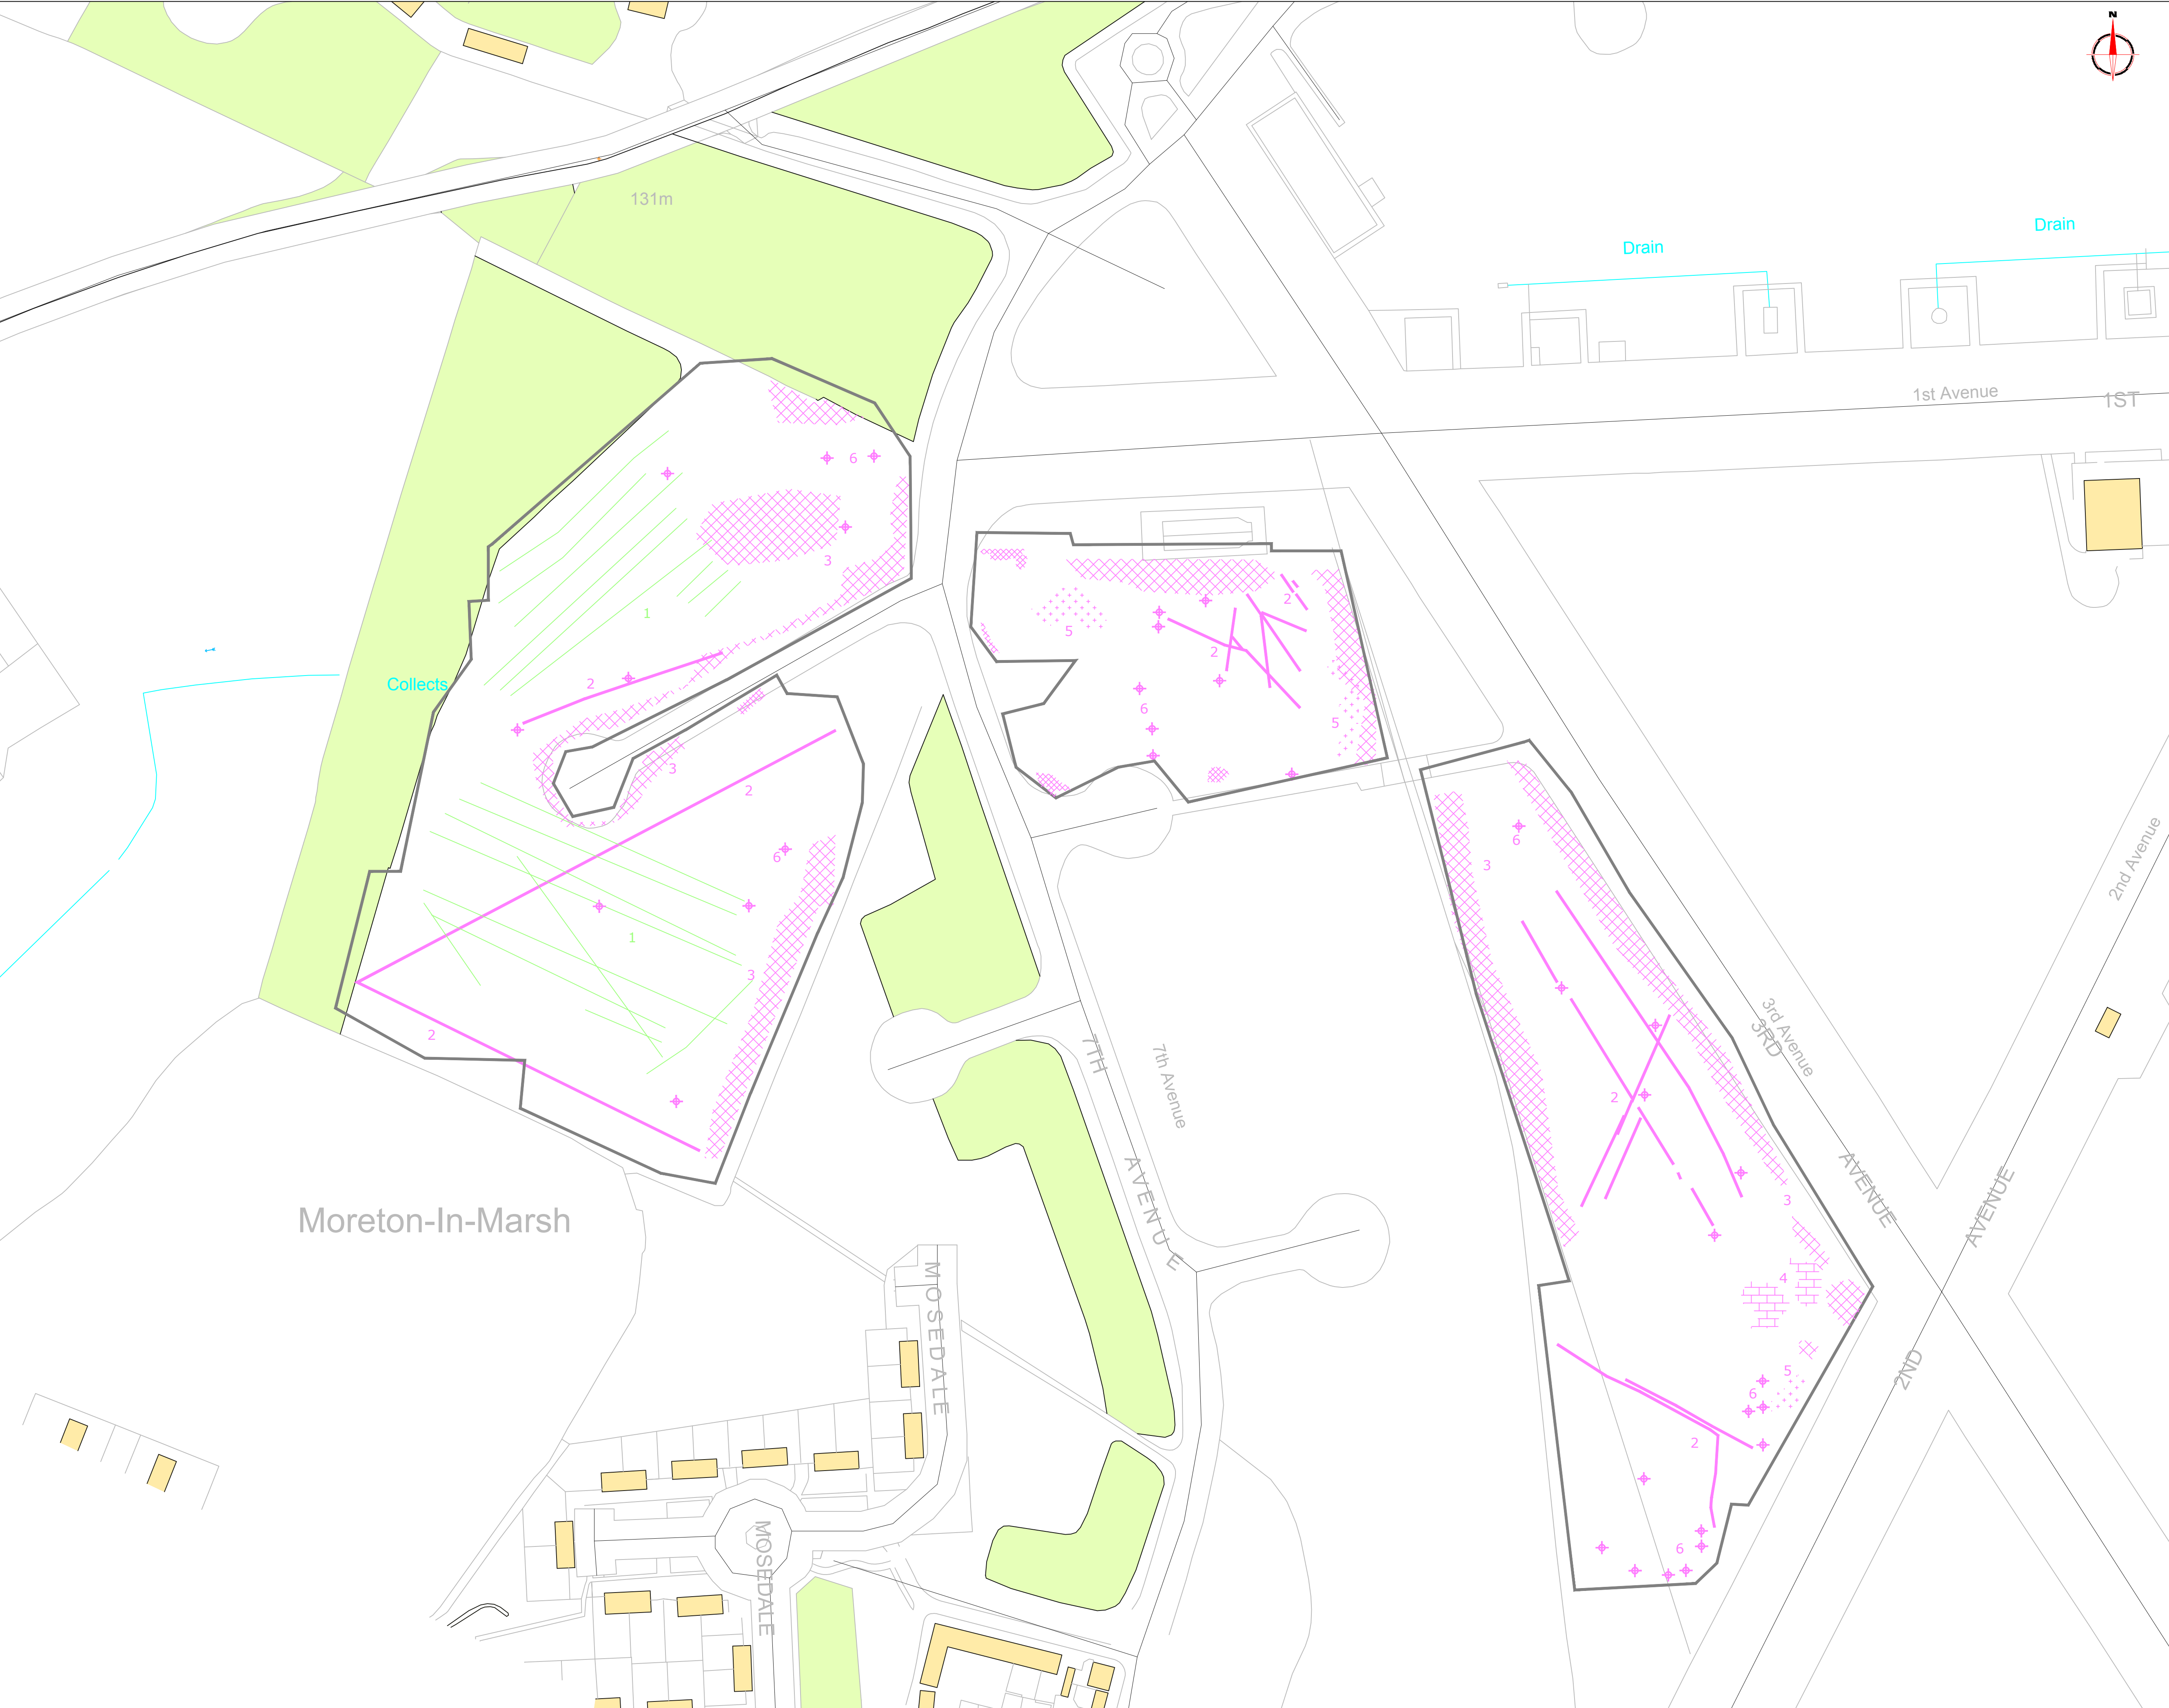 N
131m
Drain
Drain
1st Avenue
1ST
6
3
1
2
Collects
3
2
6
1
3
2
5
2
2
6
5
3
6
2
3
4
5
6
2
6
7TH
AVENUE
7th Avenue
3rd Avenue
3RD
AVENUE
2nd Avenue
2ND
AVENUE
Moreton-In-Marsh
MOSEDALE
MOSEDALE